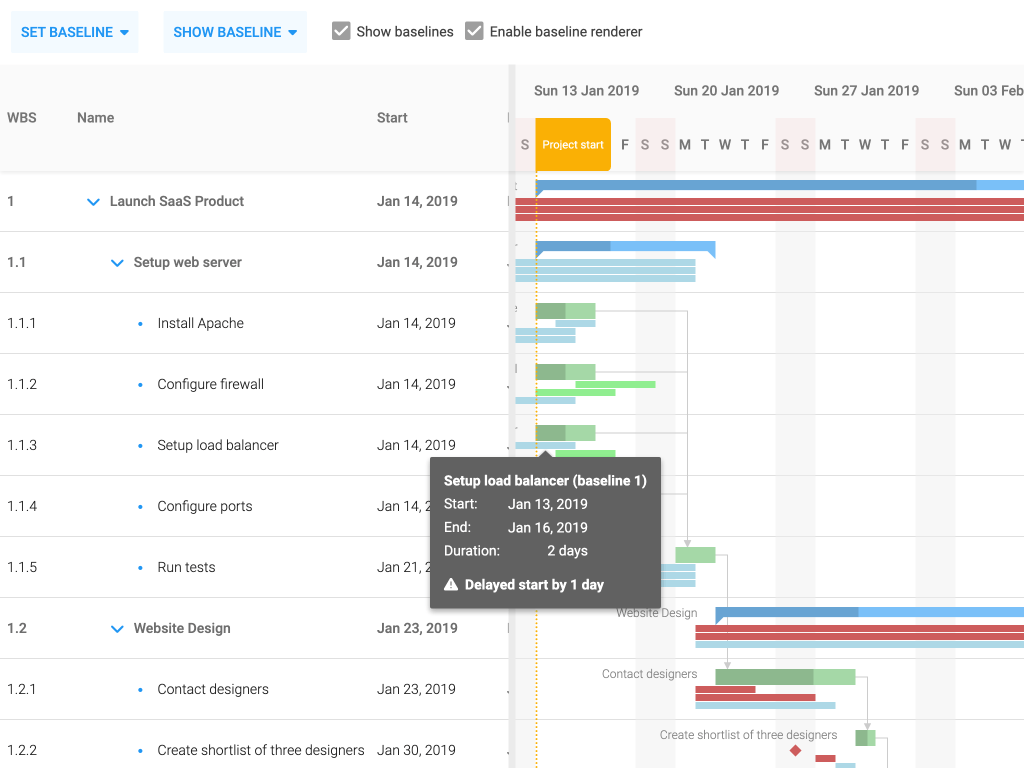 SET BASELINE SHOW BASELINE Show baselines Enable baseline renderer
WBS Name Start
Sun 13 Jan 2019 Sun 20 Jan 2019 Sun 27 Jan 2019 Sun 03 Feb
S Project start F S S M T W T F S S M T W T F S S M T W
1 Launch SaaS Product Jan 14, 2019
1.1 Setup web server Jan 14, 2019
1.1.1 Install Apache Jan 14, 2019
1.1.2 Configure firewall Jan 14, 2019
1.1.3 Setup load balancer Jan 14, 2019
1.1.4 Configure ports Jan 14, 2
1.1.5 Run tests Jan 21, 2
Setup load balancer (baseline 1)
Start: Jan 13, 2019
End: Jan 16, 2019
Duration: 2 days
Delayed start by 1 day
1.2 Website Design Jan 23, 2019
Website Design
1.2.1 Contact designers Jan 23, 2019
Contact designers
1.2.2 Create shortlist of three designers Jan 30, 2019
Create shortlist of three designers